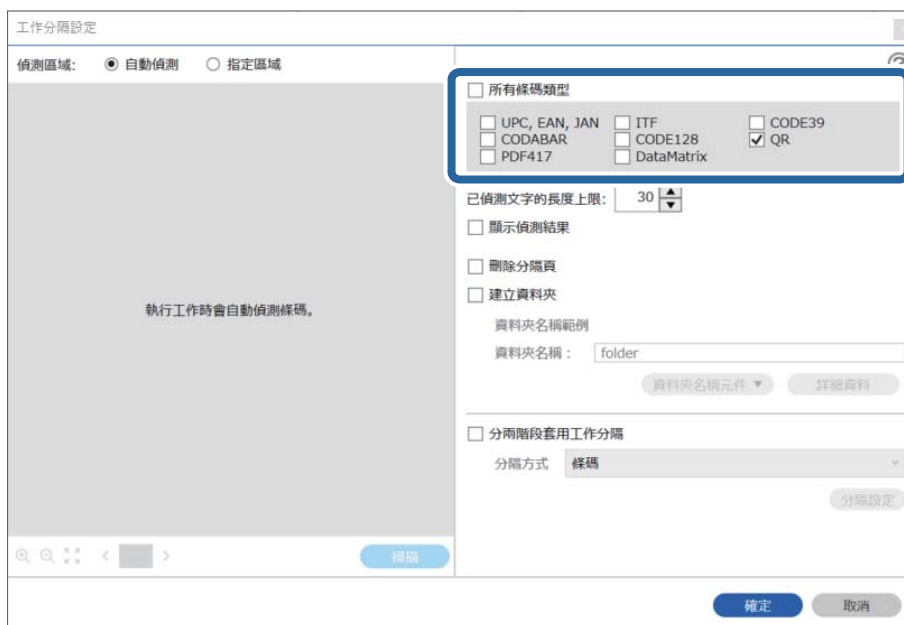 工作分隔設定
偵測區域: 自動偵測 指定區域
所有條碼類型
UPC, EAN, JAN ITF CODE39
CODABAR CODE128 QR
PDF417 DataMatrix
已偵測文字的長度上限: 30
顯示偵測結果
刪除分隔頁
建立資料夾
執行工作時會自動偵測條碼。
資料夾名稱範例
資料夾名稱： folder
資料夾名稱元件 詳細資料
分兩階段套用工作分隔
分隔方式 條碼
分隔設定
掃描
確定 取消